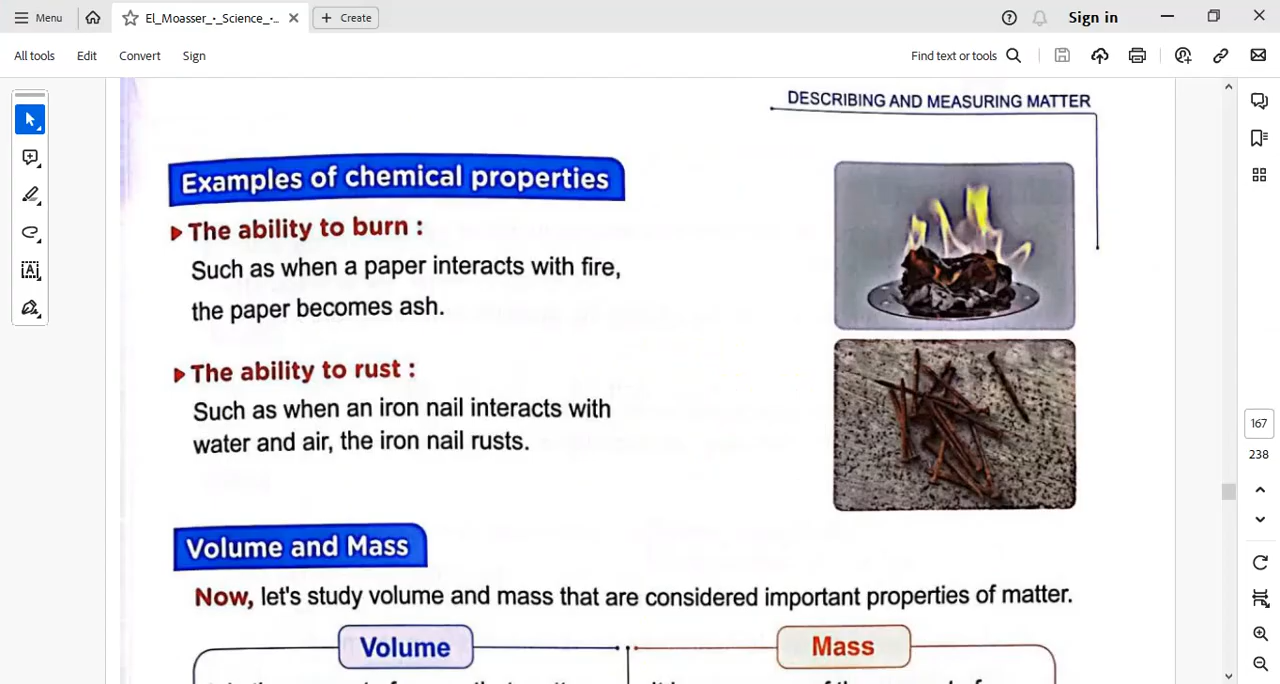 Menu
El_Moasser_-_Science_-...
Create
Sign in
All tools
Edit
Convert
Sign
Find text or tools
DESCRIBING AND MEASURING MATTER
Examples of chemical properties
The ability to burn :
Such as when a paper interacts with fire,
the paper becomes ash.
The ability to rust :
Such as when an iron nail interacts with
water and air, the iron nail rusts.
Volume and Mass
Now, let's study volume and mass that are considered important properties of matter.
Volume
Mass
167
238